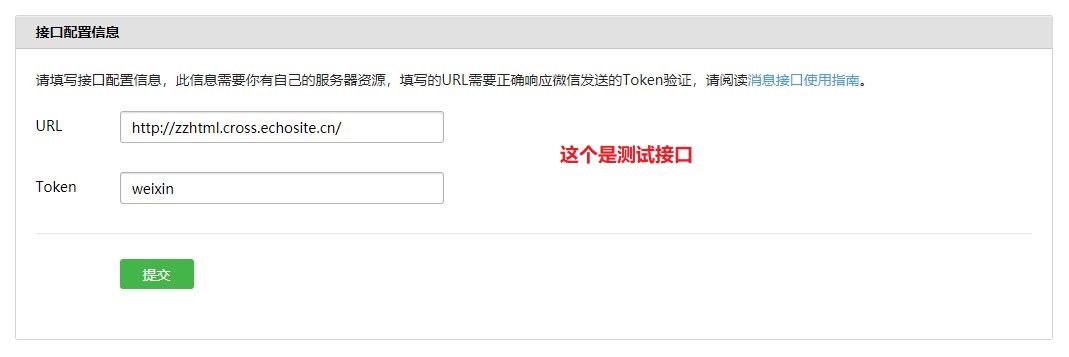 接口配置信息
请填写接口配置信息，此信息需要你有自己的服务器资源，填写的URL需要正确响应微信发送的Token验证，请阅读消息接口使用指南。
URL
http://zzhtml.cross.echosite.cn/
这个是测试接口
Token
weixin
提交